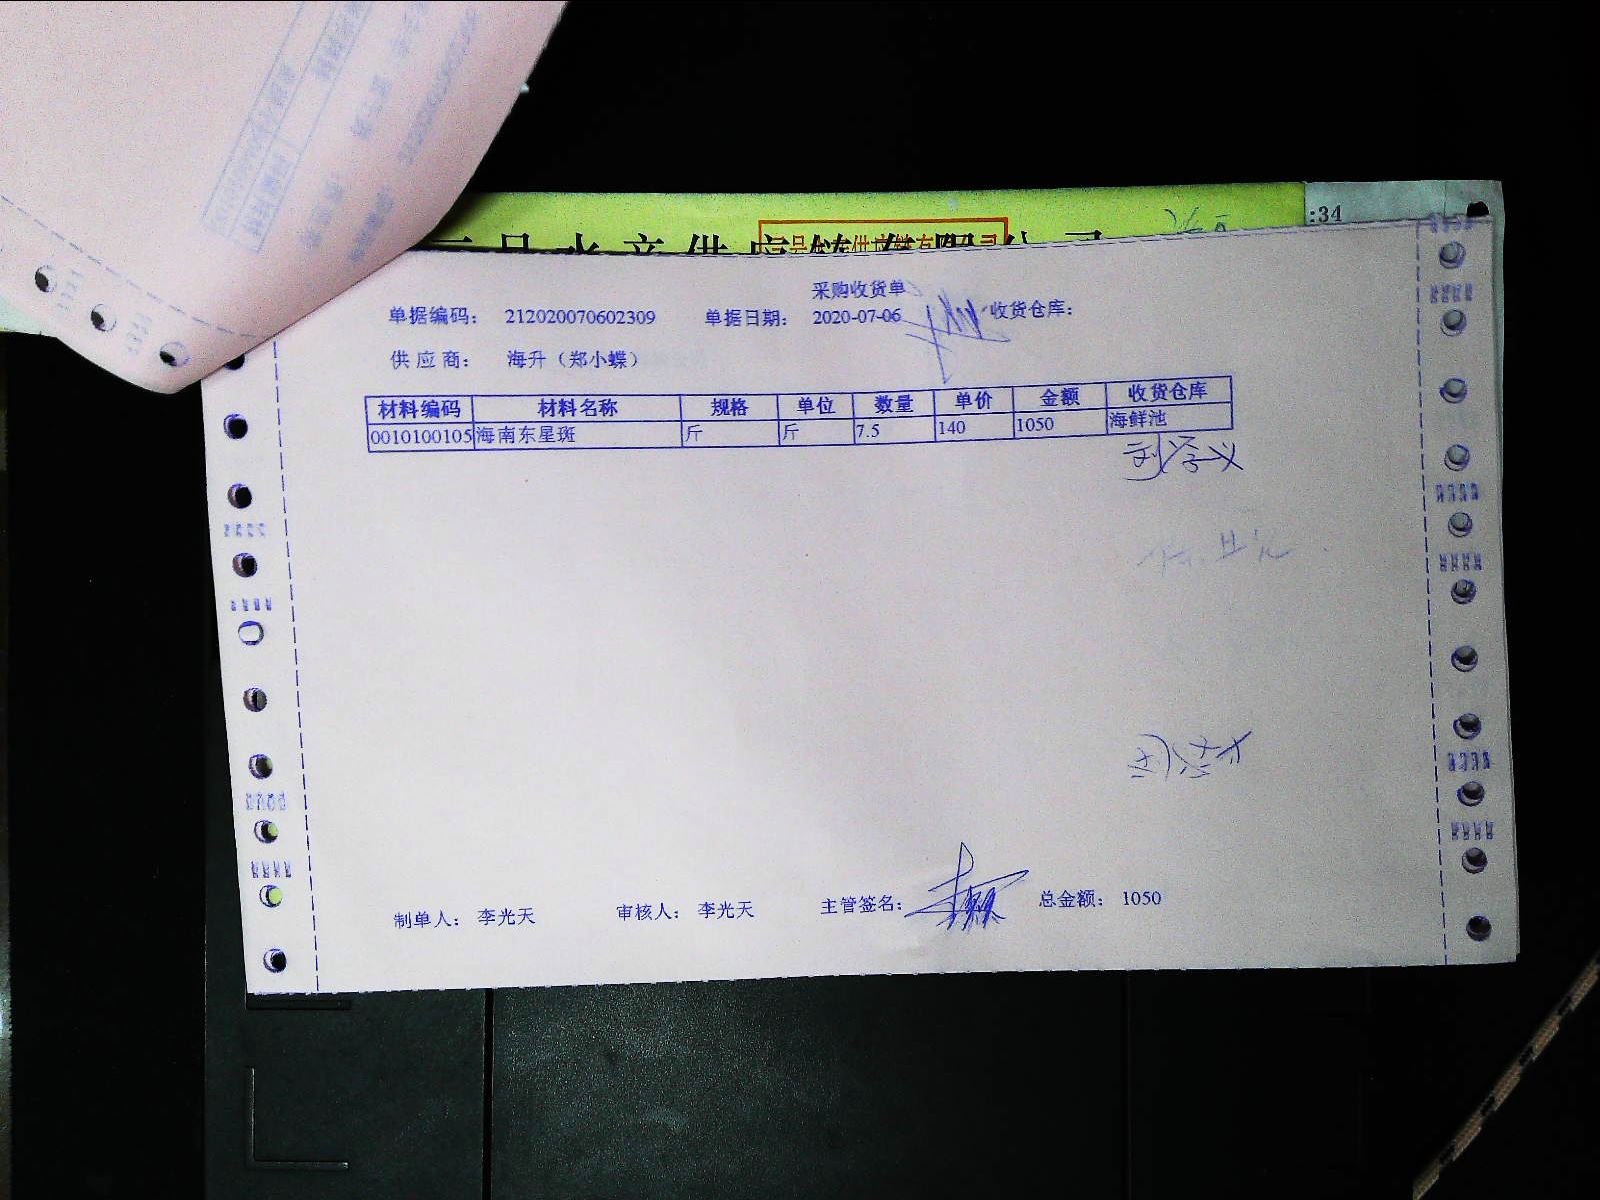 :34
采购收货单
单据编码： 212020070602309 单据日期： 2020-07-06 收货仓库：
供 应 商： 海升（郑小蝶）
材料编码 材料名称 规格 单位 数量 单价 金额 收货仓库
0010100105 海南东星斑 斤 斤 7.5 140 1050 海鲜池
制单人： 李光天 审核人： 李光天 主管签名： 总金额： 1050